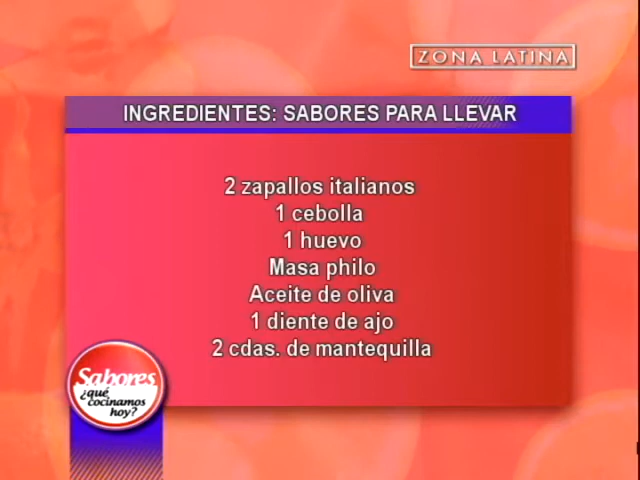 ZONA LATINA
INGREDIENTES: SABORES PARA LLEVAR
2 zapallos italianos
1 cebolla
1 huevo
Masa philo
Aceite de oliva
1 diente de ajo
2 cdas. de mantequilla
Sabores
¿qué
cocinamos
hoy?